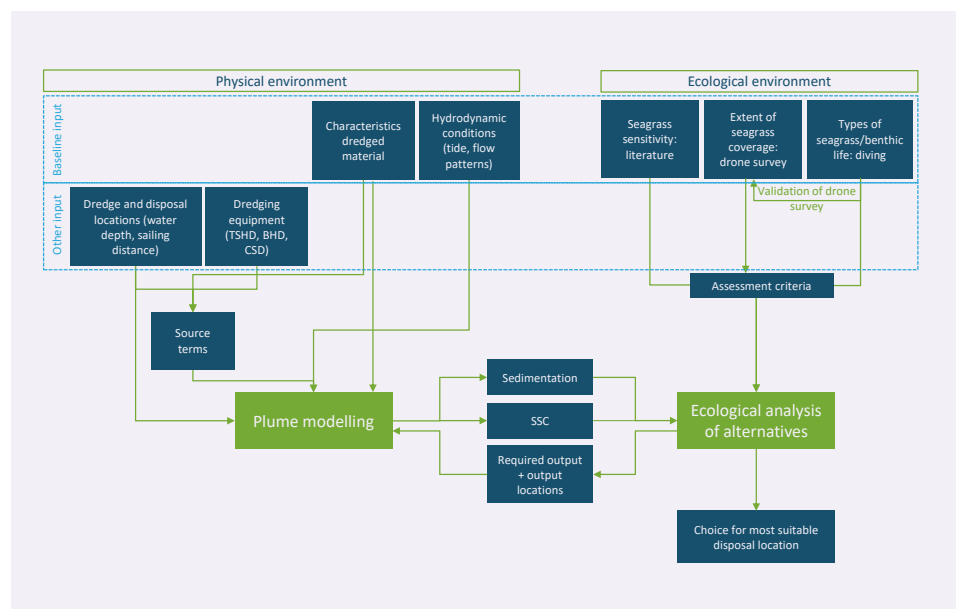 Physical environment
Ecological environment
Baseline input
Characteristics
dredged
material
Hydrodynamic
conditions
(tide, flow
patterns)
Seagrass
sensitivity:
literature
Extent of
seagrass
coverage:
drone survey
Types of
seagrass/benthic
life: diving
Validation of drone
survey
Other input
Dredge and disposal
locations (water
depth, sailing
distance)
Dredging
equipment
(TSHD, BHD,
CSD)
Assessment criteria
Source
terms
Sedimentation
Plume modelling
SSC
Ecological analysis
of alternatives
Required output
+ output
locations
Choice for most suitable
disposal location